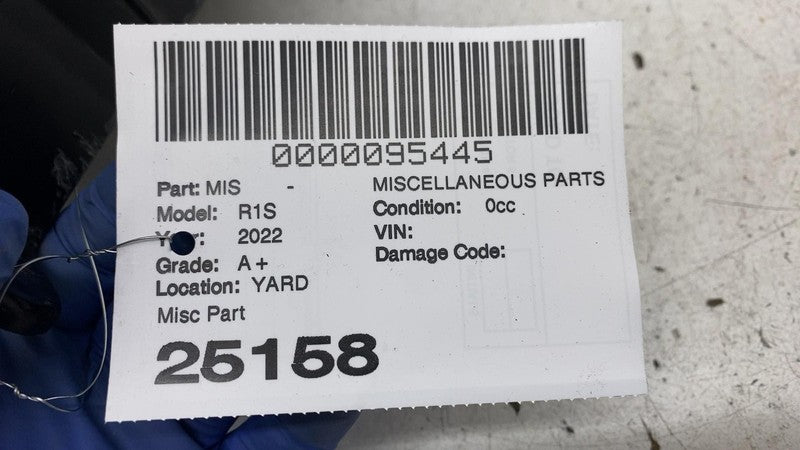 0000095445
Part: MIS - MISCELLANEOUS PARTS
Model: R1S Condition: 0cc
2022 VIN:
Grade: A+ Damage Code:
Location: YARD
Misc Part
25158